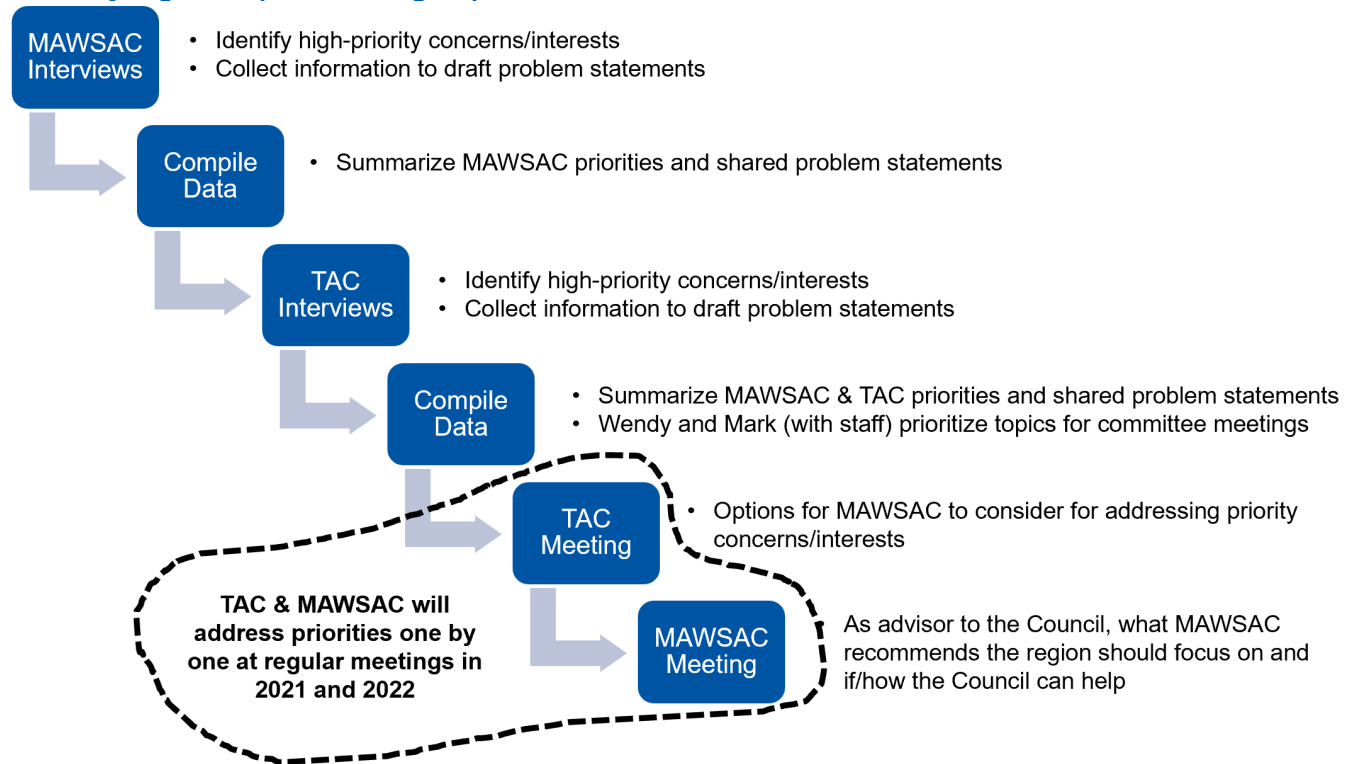 MAWSAC
Interviews
• Identify high-priority concerns/interests
• Collect information to draft problem statements
Compile
Data
• Summarize MAWSAC priorities and shared problem statements
TAC
Interviews
• Identify high-priority concerns/interests
• Collect information to draft problem statements
Compile
Data
• Summarize MAWSAC & TAC priorities and shared problem statements
• Wendy and Mark (with staff) prioritize topics for committee meetings
TAC
Meeting
• Options for MAWSAC to consider for addressing priority
concerns/interests
TAC & MAWSAC will
address priorities one by
one at regular meetings in
2021 and 2022
MAWSAC
Meeting
As advisor to the Council, what MAWSAC
recommends the region should focus on and
if/how the Council can help